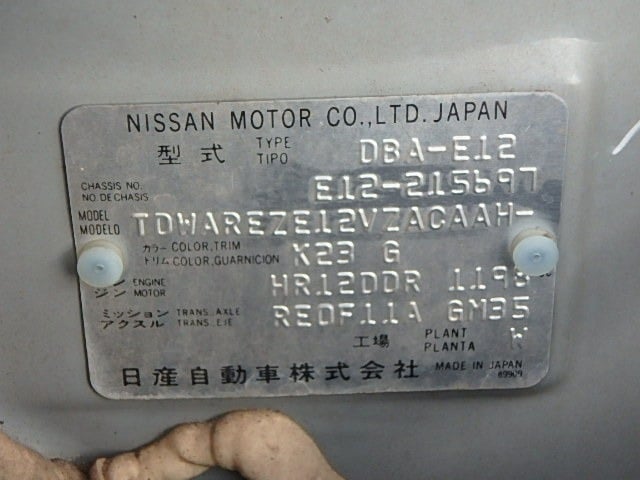 NISSAN MOTOR CO.,LTD. JAPAN
型式 TYPE TIPO DBA-E12
CHASSIS NO. NO. DE CHASIS E12-215697
MODEL MODELO TDWAREZE12VZACAAH-
カラー COLOR,TRIM トリム COLOR,GUARNICION K23 G
ENGINE MOTOR HR12DDR 1198
ミッション TRANS., AXLE アクスル TRANS., EJE RE0F11A GM35
工場 PLANT PLANTA W
日産自動車株式会社 MADE IN JAPAN